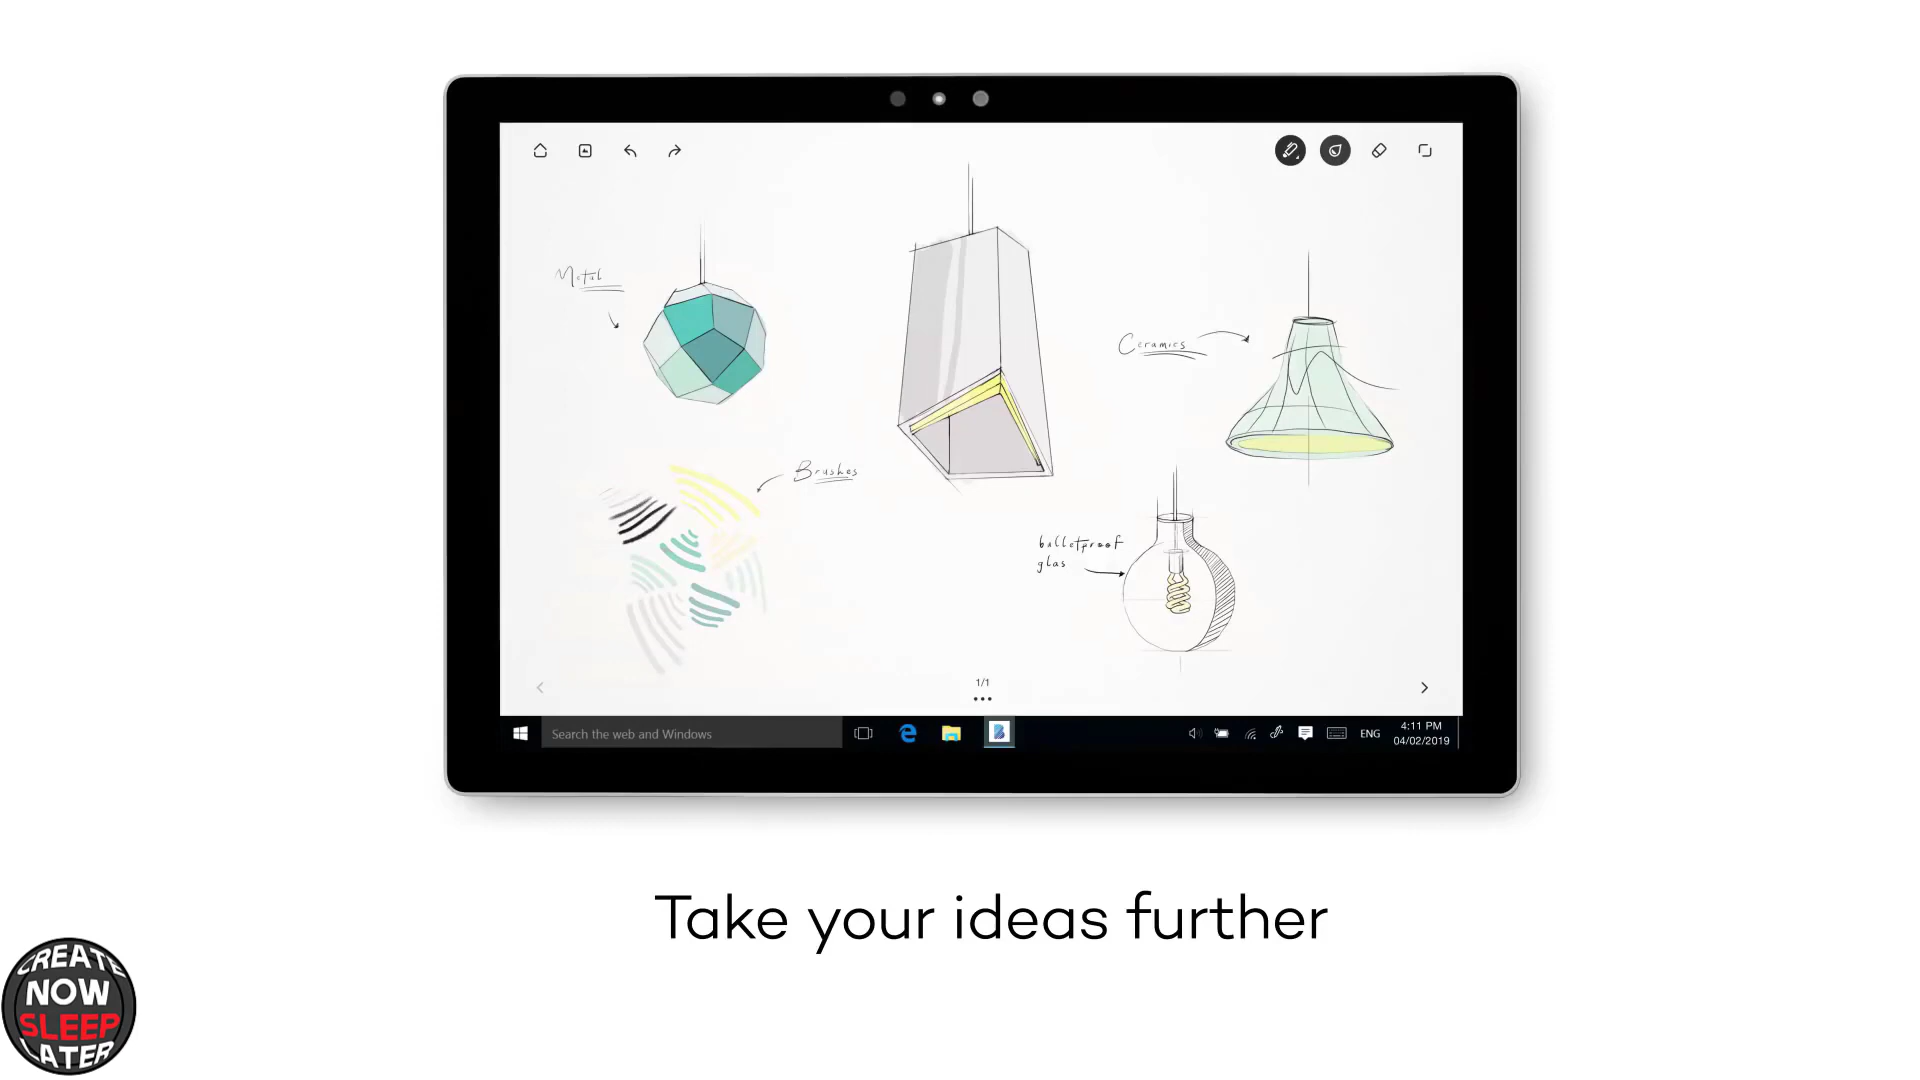 Metal
Ceramics
Brushes
bulletproof
glas
1/1
Search the web and Windows
ENG
4:11 PM
04/02/2019
Take your ideas further
CREATE
NOW
SLEEP
LATER